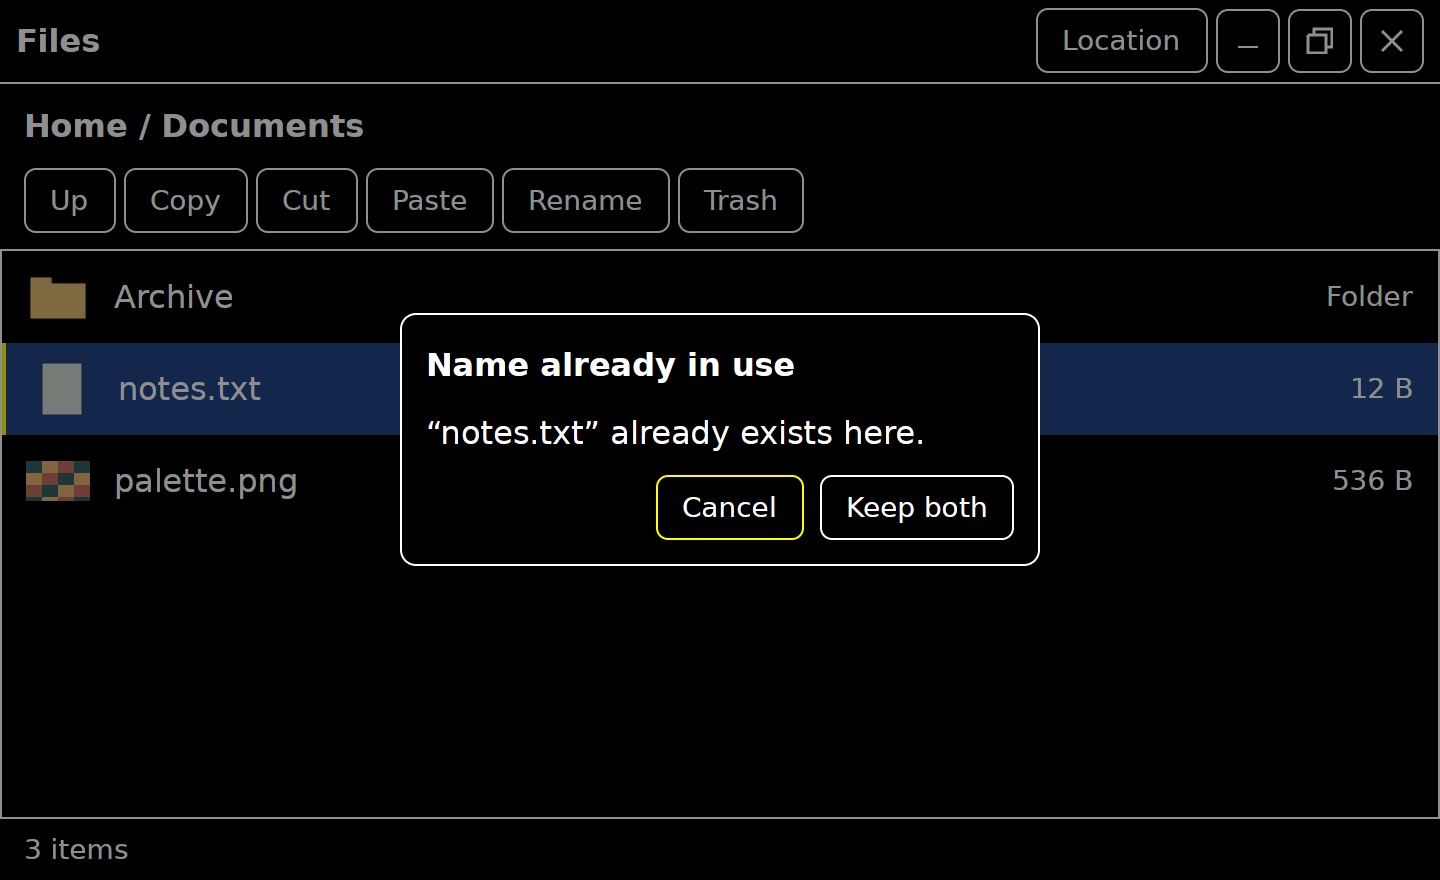 Files
Location
Home / Documents
Up Copy Cut Paste Rename Trash
Archive Folder
notes.txt 12 B
palette.png 536 B
Name already in use
“notes.txt” already exists here.
Cancel Keep both
3 items